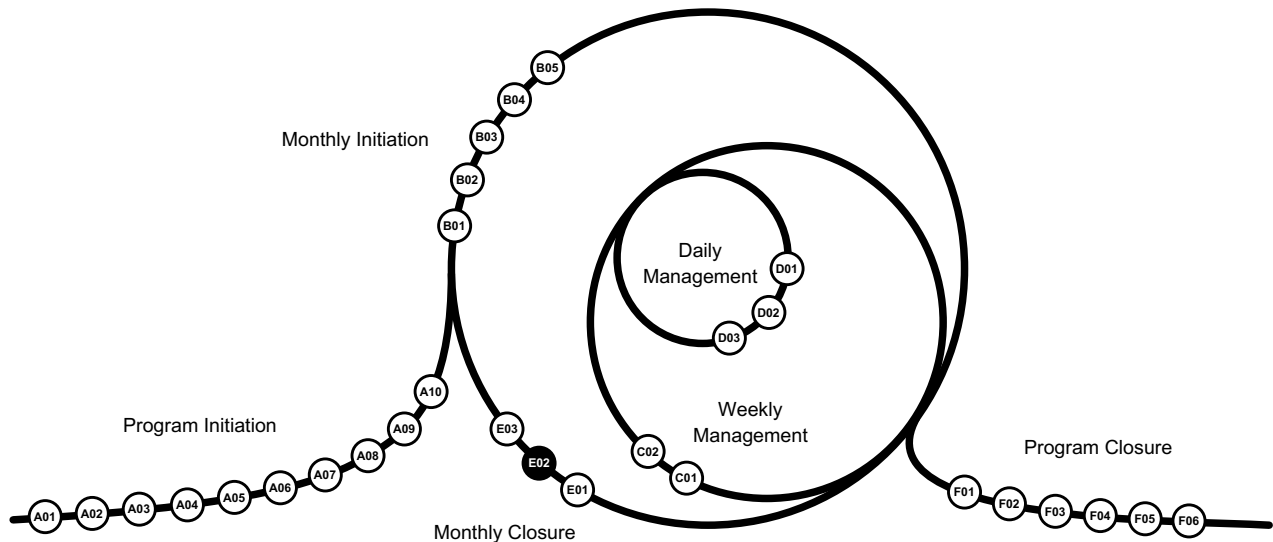 B05
B04
Monthly Initiation
B03
B02
B01
Daily
Management
D01
D02
D03
A10
Program Initiation
A09
A08
A07
A06
A05
A04
A03
A02
A01
E03
E02
E01
Monthly Closure
Weekly
Management
C02
C01
Program Closure
F01
F02
F03
F04
F05
F06